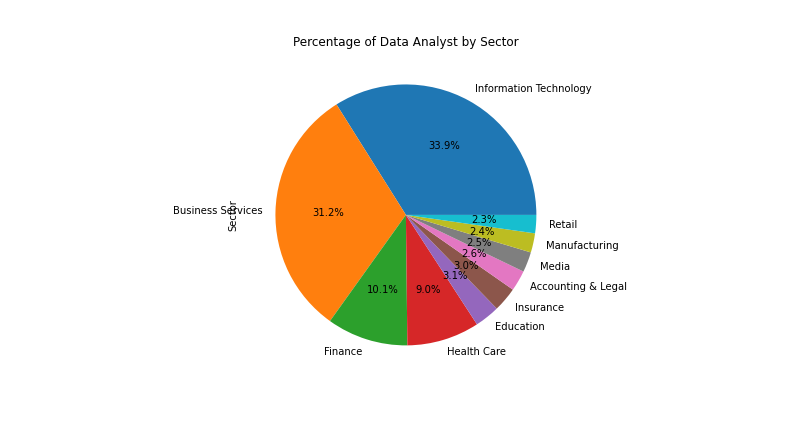 Percentage of Data Analyst by Sector
Information Technology
33.9%
Business Services
31.2%
Sector
Finance
10.1%
Health Care
9.0%
Education
3.1%
Insurance
3.0%
Accounting & Legal
2.6%
Media
2.5%
Manufacturing
2.4%
Retail
2.3%